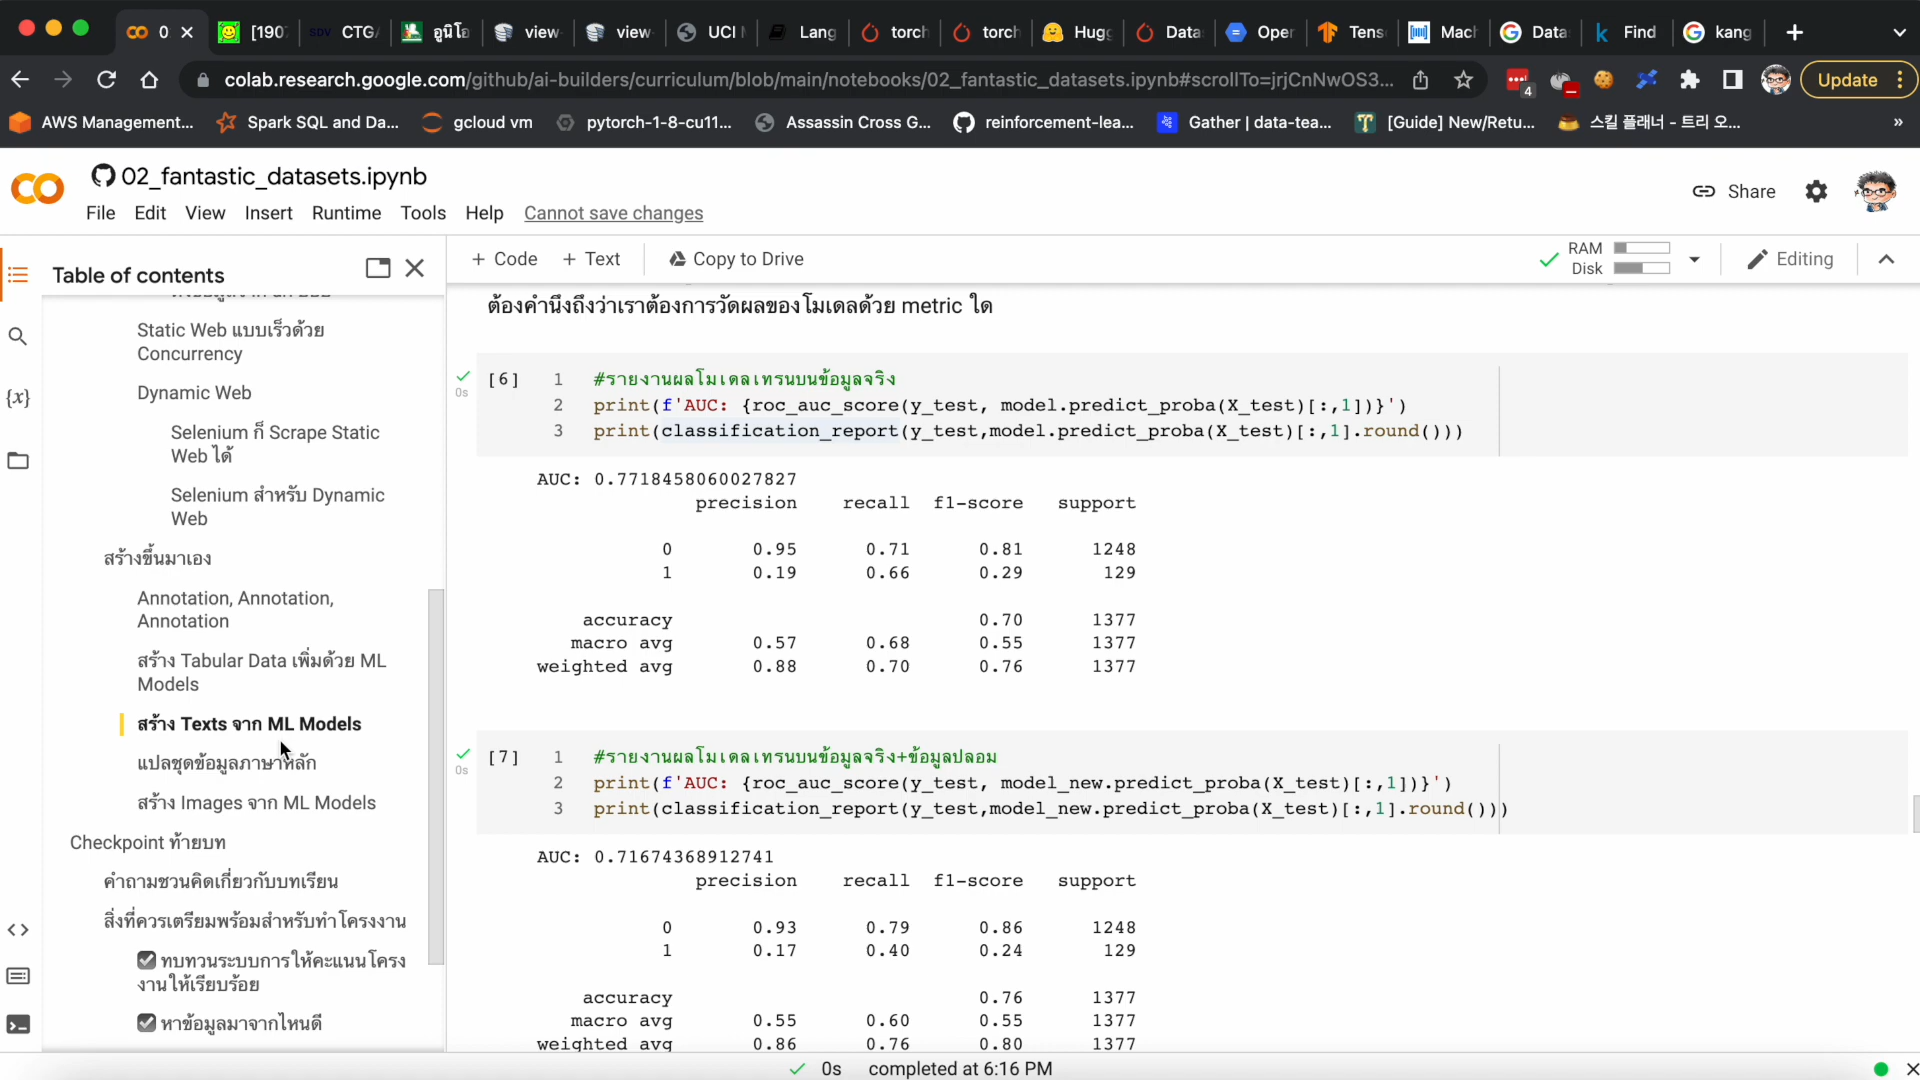 0
[190
CTG
อูนิโอ
view
view
UCI
Lang
torch
torch
Hugg
Data
Oper
Tens
Mach
Data
Find
kang
colab.research.google.com/github/ai-builders/curriculum/blob/main/notebooks/02_fantastic_datasets.ipynb#scrollTo=jrjCnNwOS3...
4
Update
AWS Management...
Spark SQL and Da...
gcloud vm
pytorch-1-8-cu11...
Assassin Cross G...
reinforcement-lea...
Gather | data-tea...
[Guide] New/Retu...
스킬 플래너 - 트리 오...
»
02_fantastic_datasets.ipynb
File Edit View Insert Runtime Tools Help Cannot save changes
Share
Table of contents
+ Code + Text Copy to Drive
RAM
Disk
Editing
Static Web แบบเร็วด้วย
Concurrency
Dynamic Web
Selenium ก็ Scrape Static
Web ได้
Selenium สำหรับ Dynamic
Web
สร้างขึ้นมาเอง
Annotation, Annotation,
Annotation
สร้าง Tabular Data เพิ่มด้วย ML
Models
สร้าง Texts จาก ML Models
แปลชุดข้อมูลภาษาหลัก
สร้าง Images จาก ML Models
Checkpoint ท้ายบท
คำถามชวนคิดเกี่ยวกับบทเรียน
สิ่งที่ควรเตรียมพร้อมสำหรับทำโครงงาน
ทบทวนระบบการให้คะแนนโครง
งานให้เรียบร้อย
หาข้อมูลมาจากไหนดี
ต้องคำนึงถึงว่าเราต้องการวัดผลของโมเดลด้วย metric ใด
0s [6] 1 #รายงานผลโมเดลเทรนบนข้อมูลจริง
2 print(f'AUC: {roc_auc_score(y_test, model.predict_proba(X_test)[:,1])}')
3 print(classification_report(y_test,model.predict_proba(X_test)[:,1].round()))
AUC: 0.7718458060027827
precision recall f1-score support
0 0.95 0.71 0.81 1248
1 0.19 0.66 0.29 129
accuracy 0.70 1377
macro avg 0.57 0.68 0.55 1377
weighted avg 0.88 0.70 0.76 1377
0s [7] 1 #รายงานผลโมเดลเทรนบนข้อมูลจริง+ข้อมูลปลอม
2 print(f'AUC: {roc_auc_score(y_test, model_new.predict_proba(X_test)[:,1])}')
3 print(classification_report(y_test,model_new.predict_proba(X_test)[:,1].round()))
AUC: 0.71674368912741
precision recall f1-score support
0 0.93 0.79 0.86 1248
1 0.17 0.40 0.24 129
accuracy 0.76 1377
macro avg 0.55 0.60 0.55 1377
weighted avg 0.86 0.76 0.80 1377
0s completed at 6:16 PM